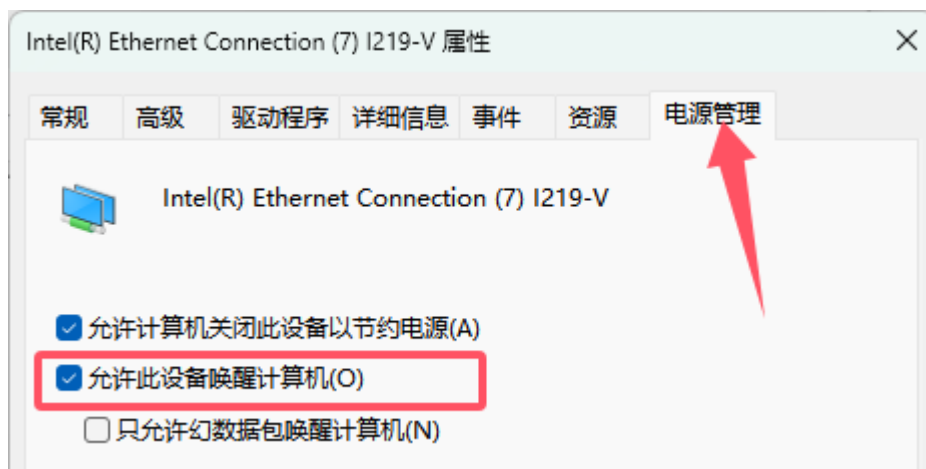 Intel(R) Ethernet Connection (7) I219-V 属性
常规 高级 驱动程序 详细信息 事件 资源 电源管理
Intel(R) Ethernet Connection (7) I219-V
允许计算机关闭此设备以节约电源(A)
允许此设备唤醒计算机(O)
只允许幻数据包唤醒计算机(N)